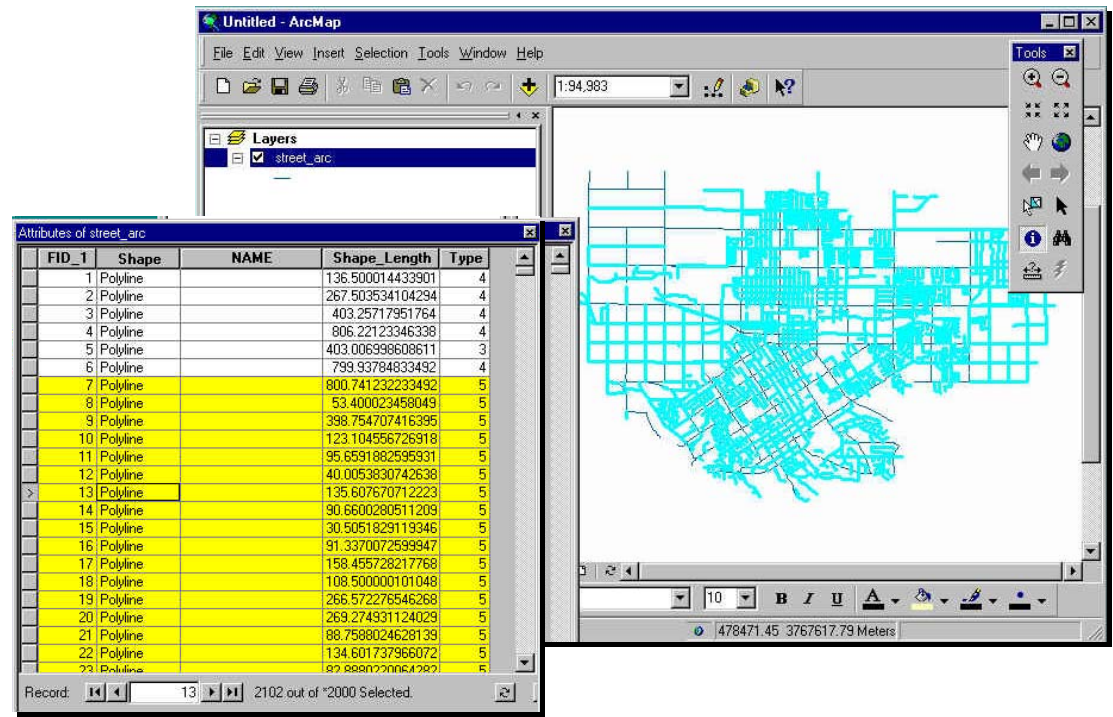 Untitled - ArcMap
File Edit View Insert Selection Tools Window Help
Tools
1:94,983
Layers
street_arc
Attributes of street_arc
FID_1 Shape NAME Shape_Length Type
1 Polyline 136.500014433901 4
2 Polyline 267.503534104294 4
3 Polyline 403.25717951764 4
4 Polyline 806.22123346338 4
5 Polyline 403.006998608611 3
6 Polyline 799.93784833492 4
7 Polyline 800.741232233492 5
8 Polyline 53.400023458049 5
9 Polyline 398.754707416395 5
10 Polyline 123.104556726918 5
11 Polyline 95.6591882595931 5
12 Polyline 40.0053830742638 5
13 Polyline 135.607670712223 5
14 Polyline 90.6600280511209 5
15 Polyline 30.5051829119346 5
16 Polyline 91.3370072599947 5
17 Polyline 158.455728217768 5
18 Polyline 108.500000101048 5
19 Polyline 266.572276546268 5
20 Polyline 269.274931124029 5
21 Polyline 88.7588024628139 5
22 Polyline 134.601737966072 5
23 Polyline 82.8880220064282 5
Record: 13 2102 out of *2000 Selected.
10 B I U A
478471.45 3767617.79 Meters